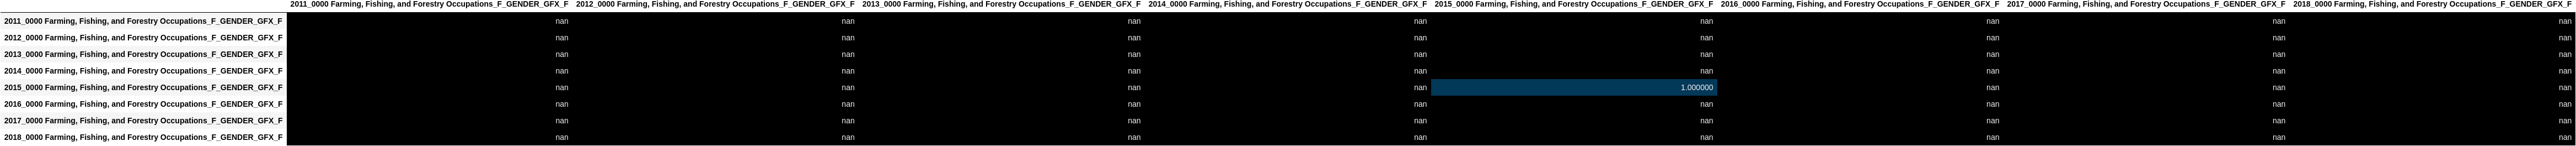 2011_0000 Farming, Fishing, and Forestry Occupations_F_GENDER_GFX_F 2012_0000 Farming, Fishing, and Forestry Occupations_F_GENDER_GFX_F 2013_0000 Farming, Fishing, and Forestry Occupations_F_GENDER_GFX_F 2014_0000 Farming, Fishing, and Forestry Occupations_F_GENDER_GFX_F 2015_0000 Farming, Fishing, and Forestry Occupations_F_GENDER_GFX_F 2016_0000 Farming, Fishing, and Forestry Occupations_F_GENDER_GFX_F 2017_0000 Farming, Fishing, and Forestry Occupations_F_GENDER_GFX_F 2018_0000 Farming, Fishing, and Forestry Occupations_F_GENDER_GFX_F
2011_0000 Farming, Fishing, and Forestry Occupations_F_GENDER_GFX_F nan nan nan nan nan nan nan nan
2012_0000 Farming, Fishing, and Forestry Occupations_F_GENDER_GFX_F nan nan nan nan nan nan nan nan
2013_0000 Farming, Fishing, and Forestry Occupations_F_GENDER_GFX_F nan nan nan nan nan nan nan nan
2014_0000 Farming, Fishing, and Forestry Occupations_F_GENDER_GFX_F nan nan nan nan nan nan nan nan
2015_0000 Farming, Fishing, and Forestry Occupations_F_GENDER_GFX_F nan nan nan nan 1.000000 nan nan nan
2016_0000 Farming, Fishing, and Forestry Occupations_F_GENDER_GFX_F nan nan nan nan nan nan nan nan
2017_0000 Farming, Fishing, and Forestry Occupations_F_GENDER_GFX_F nan nan nan nan nan nan nan nan
2018_0000 Farming, Fishing, and Forestry Occupations_F_GENDER_GFX_F nan nan nan nan nan nan nan nan